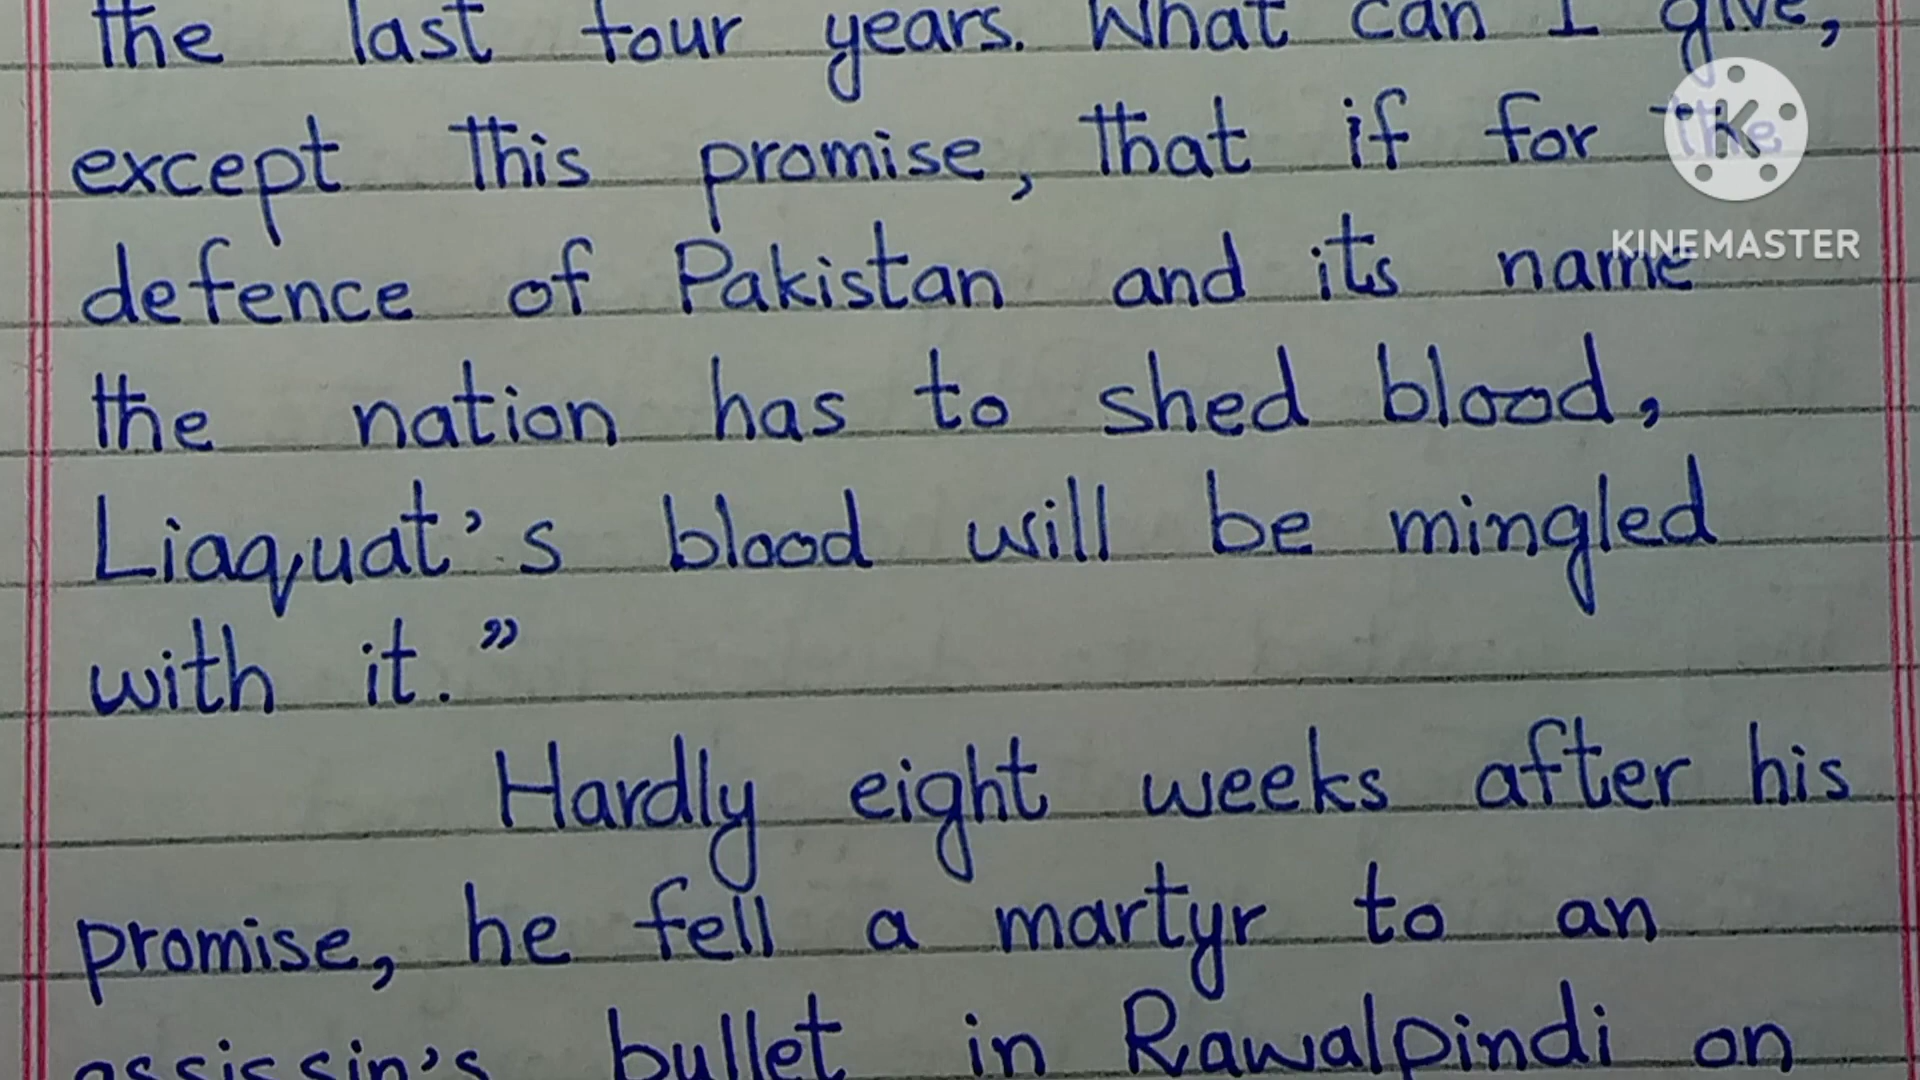 the last four years. What can I give,
except this promise, that if for the
defence of Pakistan and its name
KINEMASTER
the nation has to shed blood,
Liaquat's blood will be mingled
with it."
Hardly eight weeks after his
promise, he fell a martyr to an
assissin's bullet in Rawalpindi on